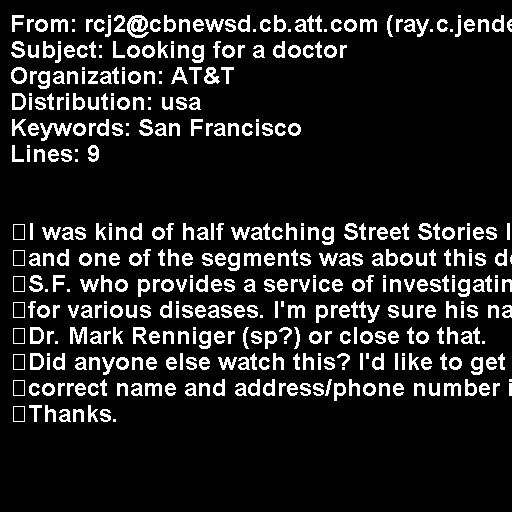 From: rcj2@cbnewsd.cb.att.com (ray.c.jende
Subject: Looking for a doctor
Organization: AT&T
Distribution: usa
Keywords: San Francisco
Lines: 9
I was kind of half watching Street Stories l
and one of the segments was about this d
S.F. who provides a service of investigatin
for various diseases. I'm pretty sure his na
Dr. Mark Renniger (sp?) or close to that.
Did anyone else watch this? I'd like to get
correct name and address/phone number i
Thanks.